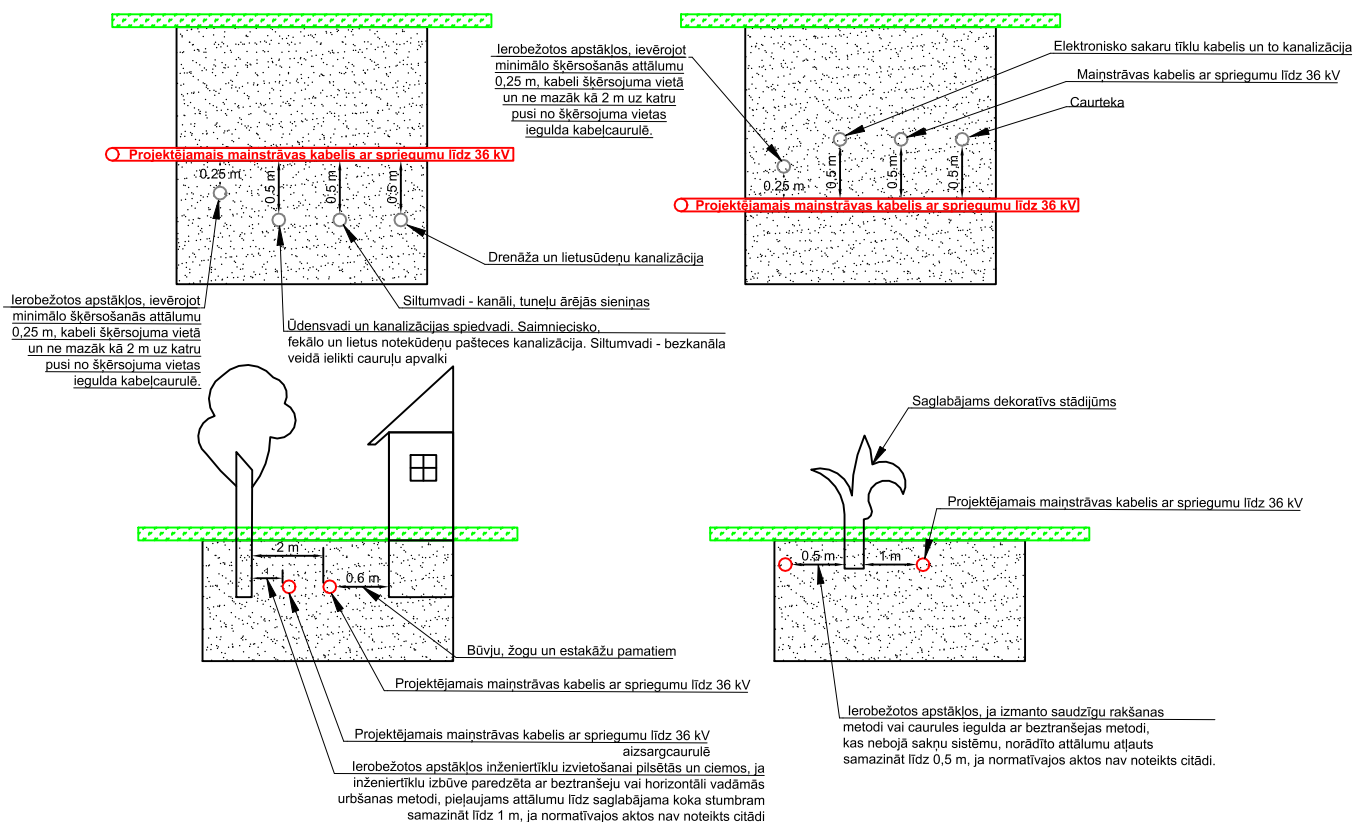 Projektējamais maiņstrāvas kabelis ar spriegumu līdz 36 kV
0,25 m
0,5 m
0,5 m
0,5 m
Drenāža un lietusūdeņu kanalizācija
Siltumvadi - kanāli, tuneļu ārējās sieniņas
Ūdensvadi un kanalizācijas spiedvadi. Saimniecisko,
fekālo un lietus notekūdeņu pašteces kanalizācija. Siltumvadi - bezkanāla
veidā ielikti cauruļu apvalki
Ierobežotos apstākļos, ievērojot
minimālo šķērsošanās attālumu
0,25 m, kabeli šķērsojuma vietā
un ne mazāk kā 2 m uz katru
pusi no šķērsojuma vietas
iegulda kabeļcaurulē.
Ierobežotos apstākļos, ievērojot
minimālo šķērsošanās attālumu
0,25 m, kabeli šķērsojuma vietā
un ne mazāk kā 2 m uz katru
pusi no šķērsojuma vietas
iegulda kabeļcaurulē.
Elektronisko sakaru tīklu kabelis un to kanalizācija
Maiņstrāvas kabelis ar spriegumu līdz 36 kV
Caurteka
0,25 m
0,5 m
0,5 m
0,5 m
Projektējamais maiņstrāvas kabelis ar spriegumu līdz 36 kV
2 m
1
0.6 m
Būvju, žogu un estakāžu pamatiem
Projektējamais maiņstrāvas kabelis ar spriegumu līdz 36 kV
Projektējamais maiņstrāvas kabelis ar spriegumu līdz 36 kV
aizsargcaurulē
Ierobežotos apstākļos inženiertīklu izvietošanai pilsētās un ciemos, ja
inženiertīklu izbūve paredzēta ar beztranšeju vai horizontāli vadāmās
urbšanas metodi, pieļaujams attālumu līdz saglabājama koka stumbram
samazināt līdz 1 m, ja normatīvajos aktos nav noteikts citādi
Saglabājams dekoratīvs stādījūms
Projektējamais maiņstrāvas kabelis ar spriegumu līdz 36 kV
0.5 m
1 m
Ierobežotos apstākļos, ja izmanto saudzīgu rakšanas
metodi vai caurules iegulda ar beztranšejas metodi,
kas nebojā sakņu sistēmu, norādīto attālumu atļauts
samazināt līdz 0,5 m, ja normatīvajos aktos nav noteikts citādi.